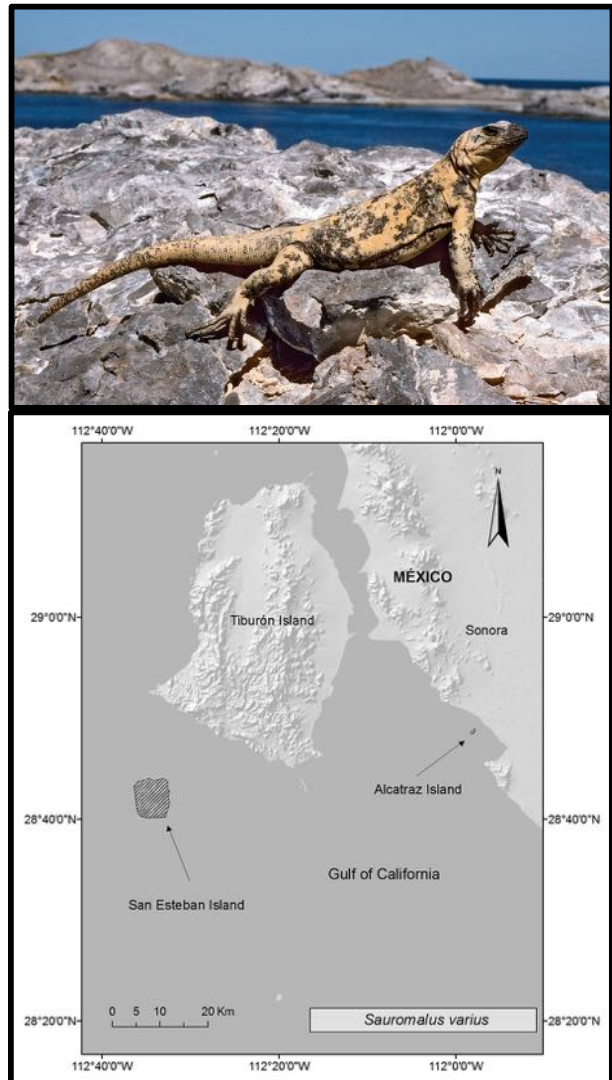 112°40'0"W
112°20'0"W
112°0'0"W
N
MÉXICO
29°0'0"N
Tiburón Island
29°0'0"N
Sonora
Alcatraz Island
28°40'0"N
28°40'0"N
Gulf of California
San Esteban Island
0 5 10 20 Km
28°20'0"N
Sauromalus varius
28°20'0"N
112°40'0"W
112°20'0"W
112°0'0"W